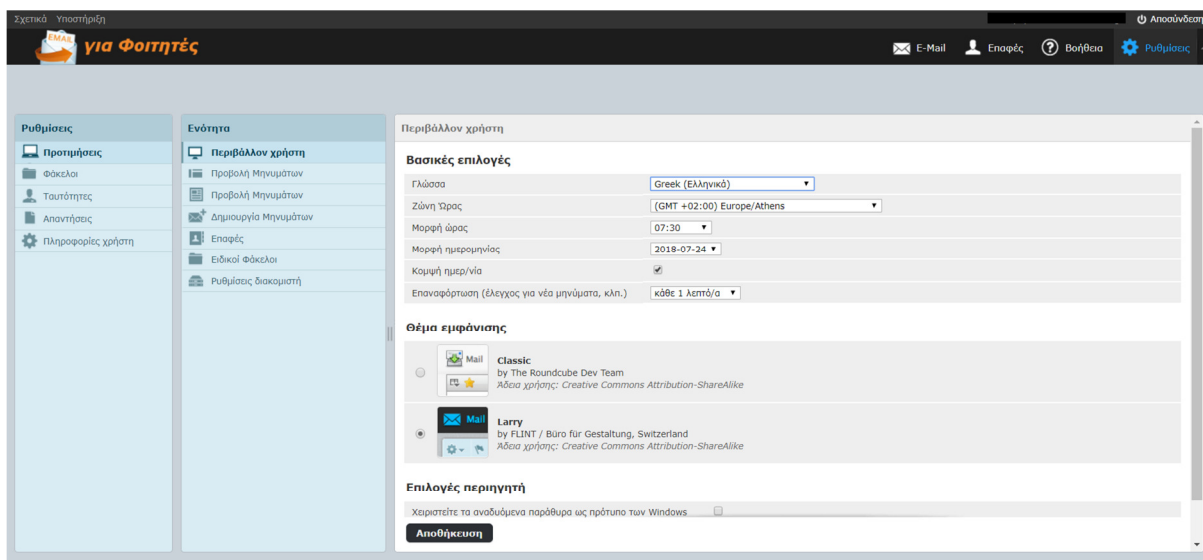 Σχετικά Υποστήριξη
Αποσύνδεση
EMAIL για Φοιτητές
E-Mail Επαφές Βοήθεια Ρυθμίσεις
Ρυθμίσεις
Προτιμήσεις
Φάκελοι
Ταυτότητες
Απαντήσεις
Πληροφορίες χρήστη
Ενότητα
Περιβάλλον χρήστη
Προβολή Μηνυμάτων
Προβολή Μηνυμάτων
Δημιουργία Μηνυμάτων
Επαφές
Ειδικοί Φάκελοι
Ρυθμίσεις διακομιστή
Περιβάλλον χρήστη
Βασικές επιλογές
Γλώσσα Greek (Ελληνικά)
Ζώνη Ώρας (GMT +02:00) Europe/Athens
Μορφή ώρας 07:30
Μορφή ημερομηνίας 2018-07-24
Κομψή ημερ/νία
Επαναφόρτωση (έλεγχος για νέα μηνύματα, κλπ.) κάθε 1 λεπτό/α
Θέμα εμφάνισης
Mail
Classic
by The Roundcube Dev Team
Άδεια χρήσης: Creative Commons Attribution-ShareAlike
Mail
Larry
by FLINT / Büro für Gestaltung, Switzerland
Άδεια χρήσης: Creative Commons Attribution-ShareAlike
Επιλογές περιηγητή
Χειριστείτε τα αναδυόμενα παράθυρα ως πρότυπο των Windows
Αποθήκευση